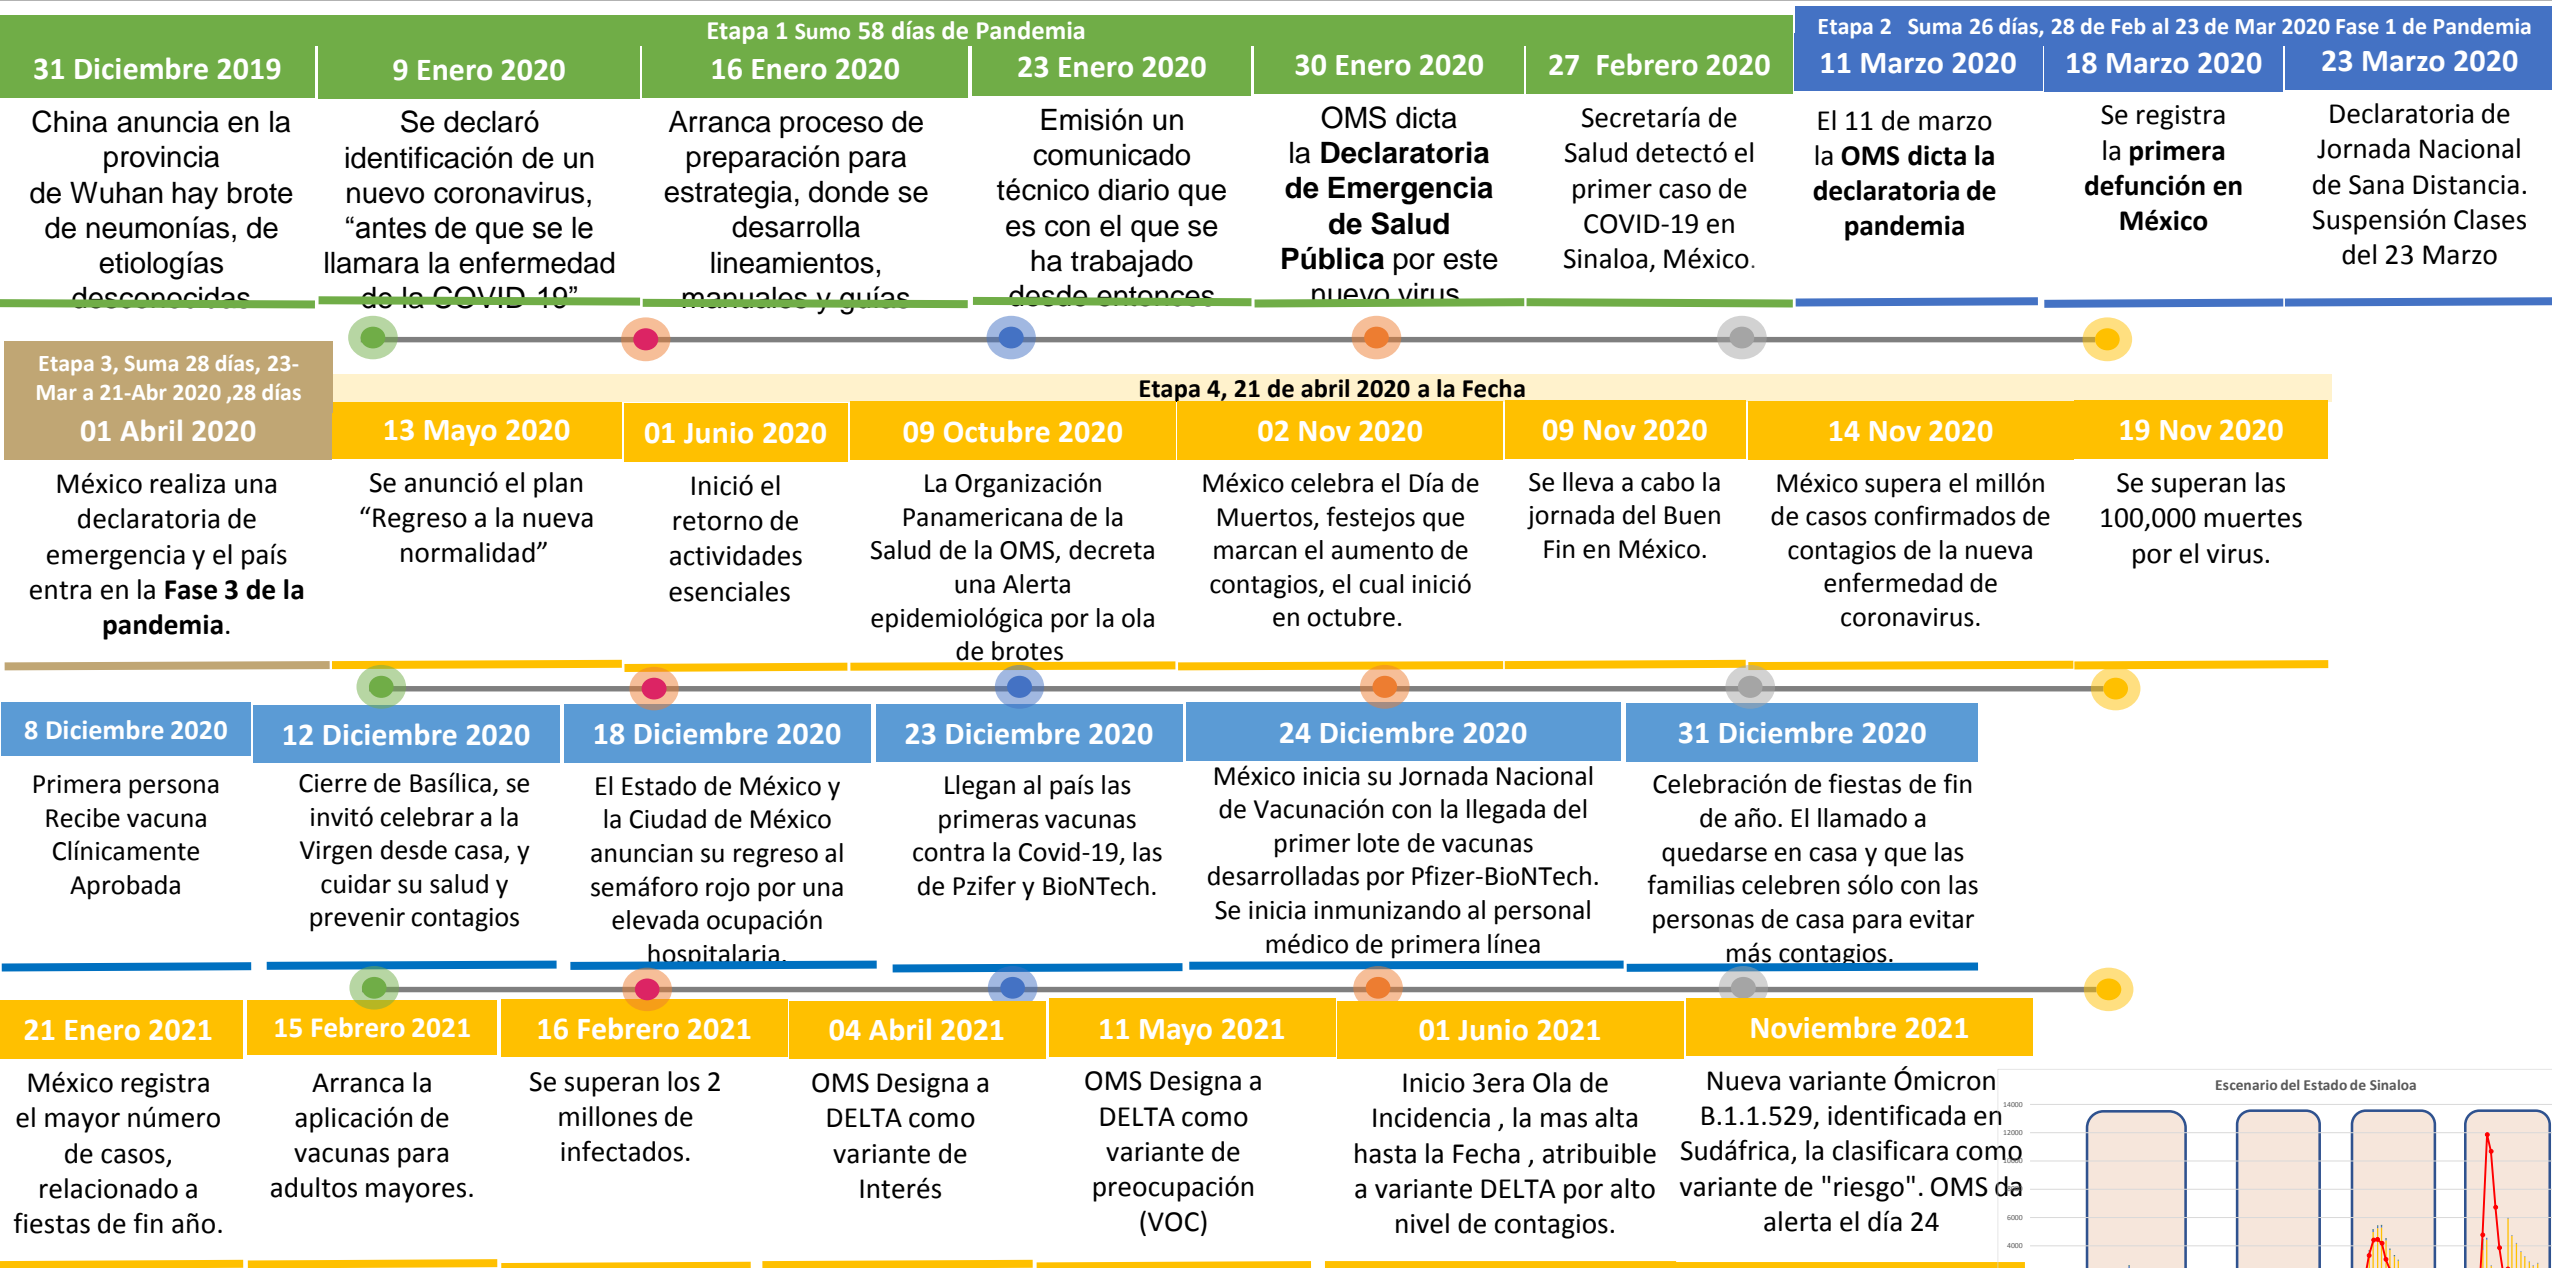 Etapa 1 Sumo 58 días de Pandemia
Etapa 2 Suma 26 días, 28 de Feb al 23 de Mar 2020 Fase 1 de Pandemia
31 Diciembre 2019
China anuncia en la
provincia
de Wuhan hay brote
de neumonías, de
etiologías
desconocidas
9 Enero 2020
Se declaró
identificación de un
nuevo coronavirus,
“antes de que se le
llamara la enfermedad
de la COVID-19”
16 Enero 2020
Arranca proceso de
preparación para
estrategia, donde se
desarrolla
lineamientos,
manuales y guías
23 Enero 2020
Emisión un
comunicado
técnico diario que
es con el que se
ha trabajado
desde entonces
30 Enero 2020
OMS dicta
la Declaratoria
de Emergencia
de Salud
Pública por este
nuevo virus
27 Febrero 2020
Secretaría de
Salud detectó el
primer caso de
COVID-19 en
Sinaloa, México.
11 Marzo 2020
El 11 de marzo
la OMS dicta la
declaratoria de
pandemia
18 Marzo 2020
Se registra
la primera
defunción en
México
23 Marzo 2020
Declaratoria de
Jornada Nacional
de Sana Distancia.
Suspensión Clases
del 23 Marzo
Etapa 3, Suma 28 días, 23-
Mar a 21-Abr 2020 ,28 días
Etapa 4, 21 de abril 2020 a la Fecha
01 Abril 2020
México realiza una
declaratoria de
emergencia y el país
entra en la Fase 3 de la
pandemia.
13 Mayo 2020
Se anunció el plan
“Regreso a la nueva
normalidad”
01 Junio 2020
Inició el
retorno de
actividades
esenciales
09 Octubre 2020
La Organización
Panamericana de la
Salud de la OMS, decreta
una Alerta
epidemiológica por la ola
de brotes
02 Nov 2020
México celebra el Día de
Muertos, festejos que
marcan el aumento de
contagios, el cual inició
en octubre.
09 Nov 2020
Se lleva a cabo la
jornada del Buen
Fin en México.
14 Nov 2020
México supera el millón
de casos confirmados de
contagios de la nueva
enfermedad de
coronavirus.
19 Nov 2020
Se superan las
100,000 muertes
por el virus.
8 Diciembre 2020
Primera persona
Recibe vacuna
Clínicamente
Aprobada
12 Diciembre 2020
Cierre de Basílica, se
invitó celebrar a la
Virgen desde casa, y
cuidar su salud y
prevenir contagios
18 Diciembre 2020
El Estado de México y
la Ciudad de México
anuncian su regreso al
semáforo rojo por una
elevada ocupación
hospitalaria.
23 Diciembre 2020
Llegan al país las
primeras vacunas
contra la Covid-19, las
de Pzifer y BioNTech.
24 Diciembre 2020
México inicia su Jornada Nacional
de Vacunación con la llegada del
primer lote de vacunas
desarrolladas por Pfizer-BioNTech.
Se inicia inmunizando al personal
médico de primera línea
31 Diciembre 2020
Celebración de fiestas de fin
de año. El llamado a
quedarse en casa y que las
familias celebren sólo con las
personas de casa para evitar
más contagios.
21 Enero 2021
México registra
el mayor número
de casos,
relacionado a
fiestas de fin año.
15 Febrero 2021
Arranca la
aplicación de
vacunas para
adultos mayores.
16 Febrero 2021
Se superan los 2
millones de
infectados.
04 Abril 2021
OMS Designa a
DELTA como
variante de
Interés
11 Mayo 2021
OMS Designa a
DELTA como
variante de
preocupación
(VOC)
01 Junio 2021
Inicio 3era Ola de
Incidencia , la mas alta
hasta la Fecha , atribuible
a variante DELTA por alto
nivel de contagios.
Noviembre 2021
Nueva variante Ómicron
B.1.1.529, identificada en
Sudáfrica, la clasificara como
variante de "riesgo". OMS da
alerta el día 24
Escenario del Estado de Sinaloa
14000
12000
6000
4000